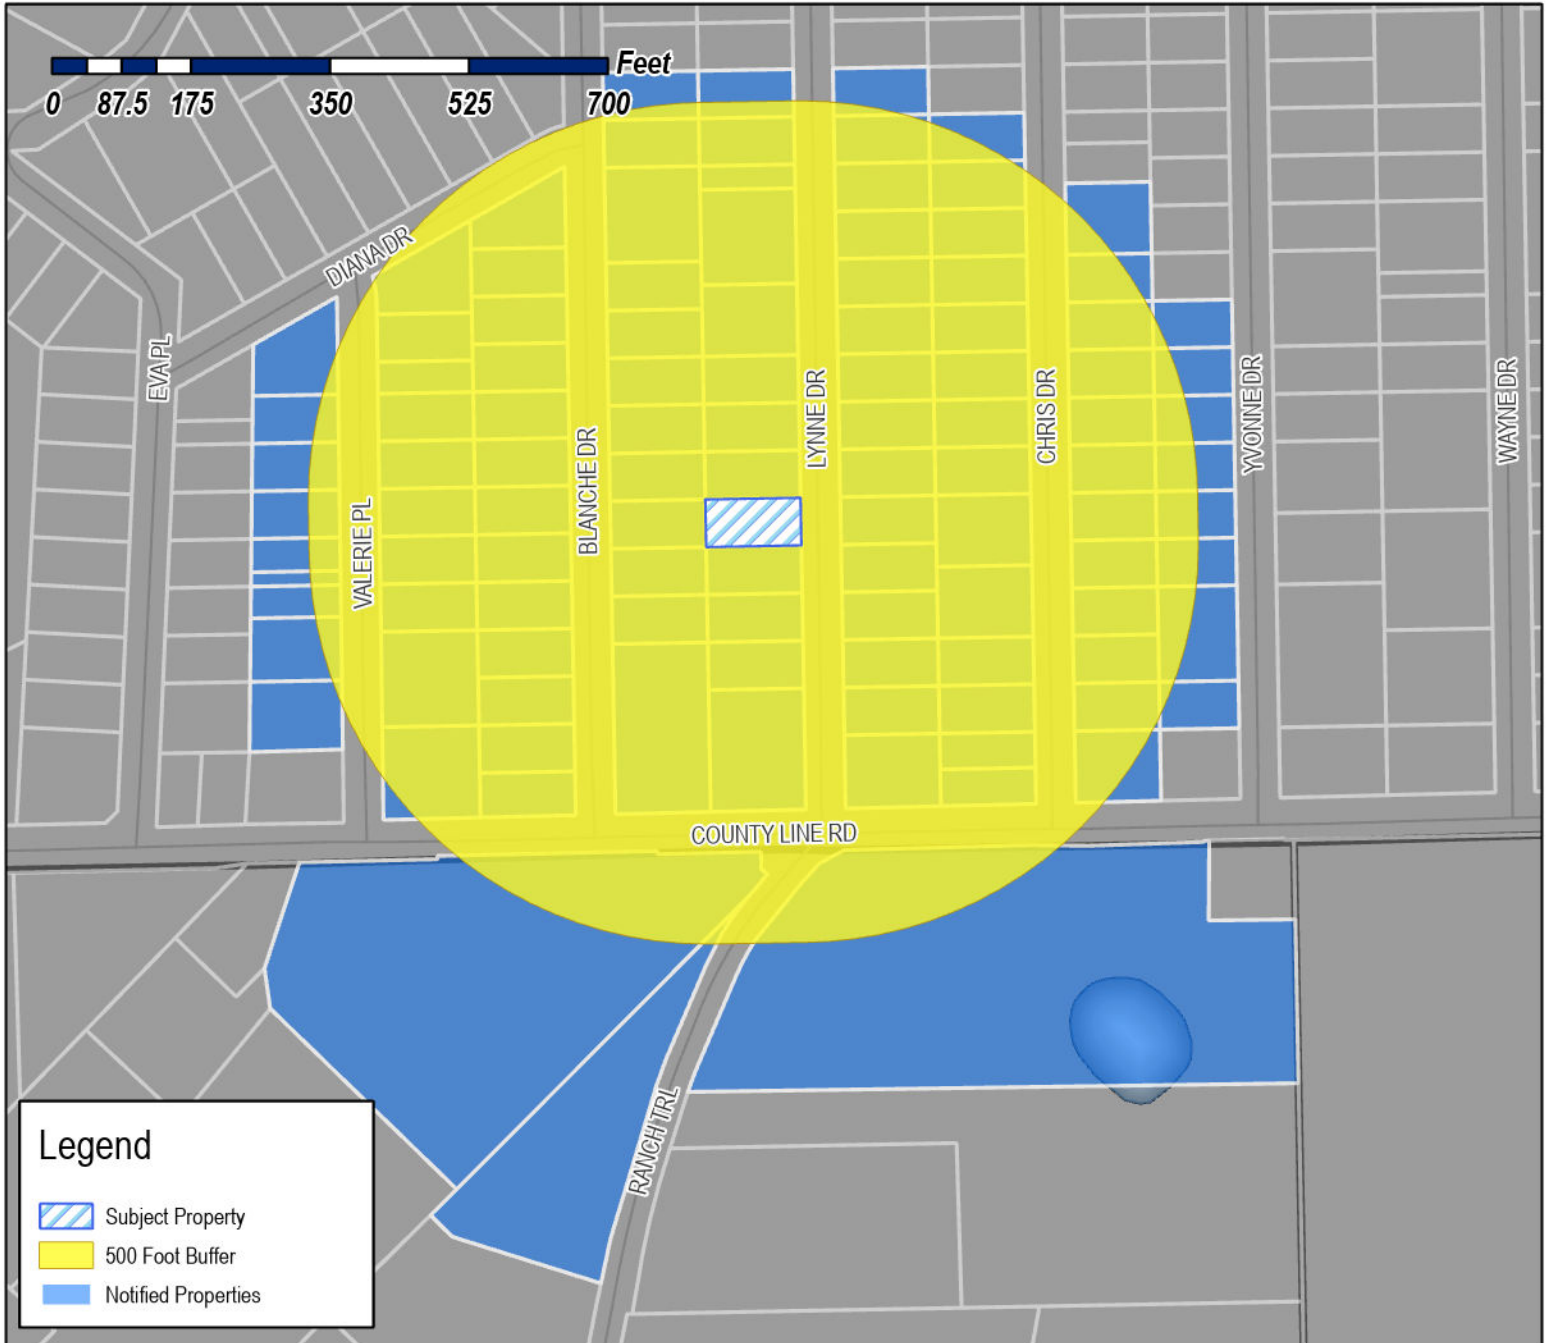 Feet
0 87.5 175 350 525 700
DIANA DR
EVA PL
VALERIE PL
BLANCHE DR
LYNNE DR
CHRIS DR
YVONNE DR
WAYNE DR
COUNTY LINE RD
RANCH TRL
Legend
Subject Property
500 Foot Buffer
Notified Properties